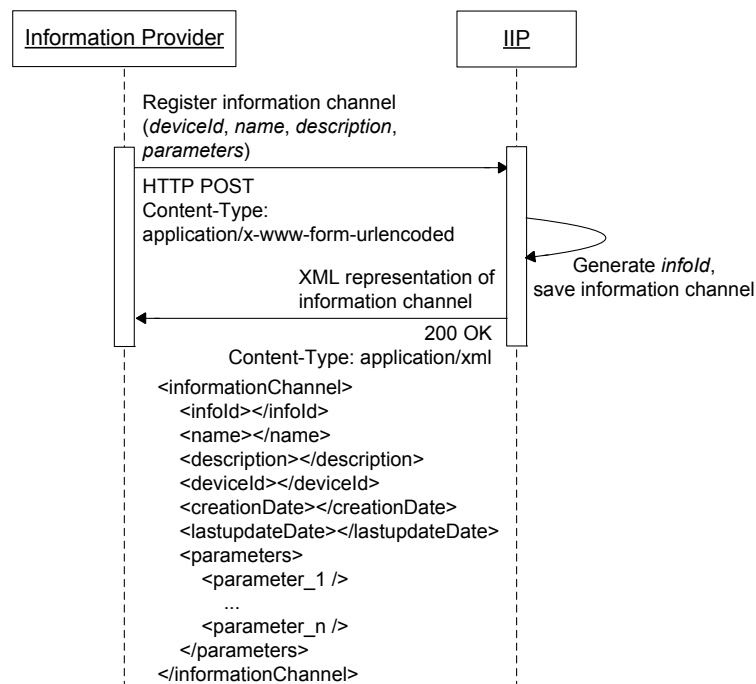 Information Provider
IIP
Register information channel
(deviceId, name, description,
parameters)
HTTP POST
Content-Type:
application/x-www-form-urlencoded
Generate infoId,
save information channel
XML representation of
information channel
200 OK
Content-Type: application/xml
<informationChannel>
<infoId></infoId>
<name></name>
<description></description>
<deviceId></deviceId>
<creationDate></creationDate>
<lastupdateDate></lastupdateDate>
<parameters>
<parameter_1 />
...
<parameter_n />
</parameters>
</informationChannel>